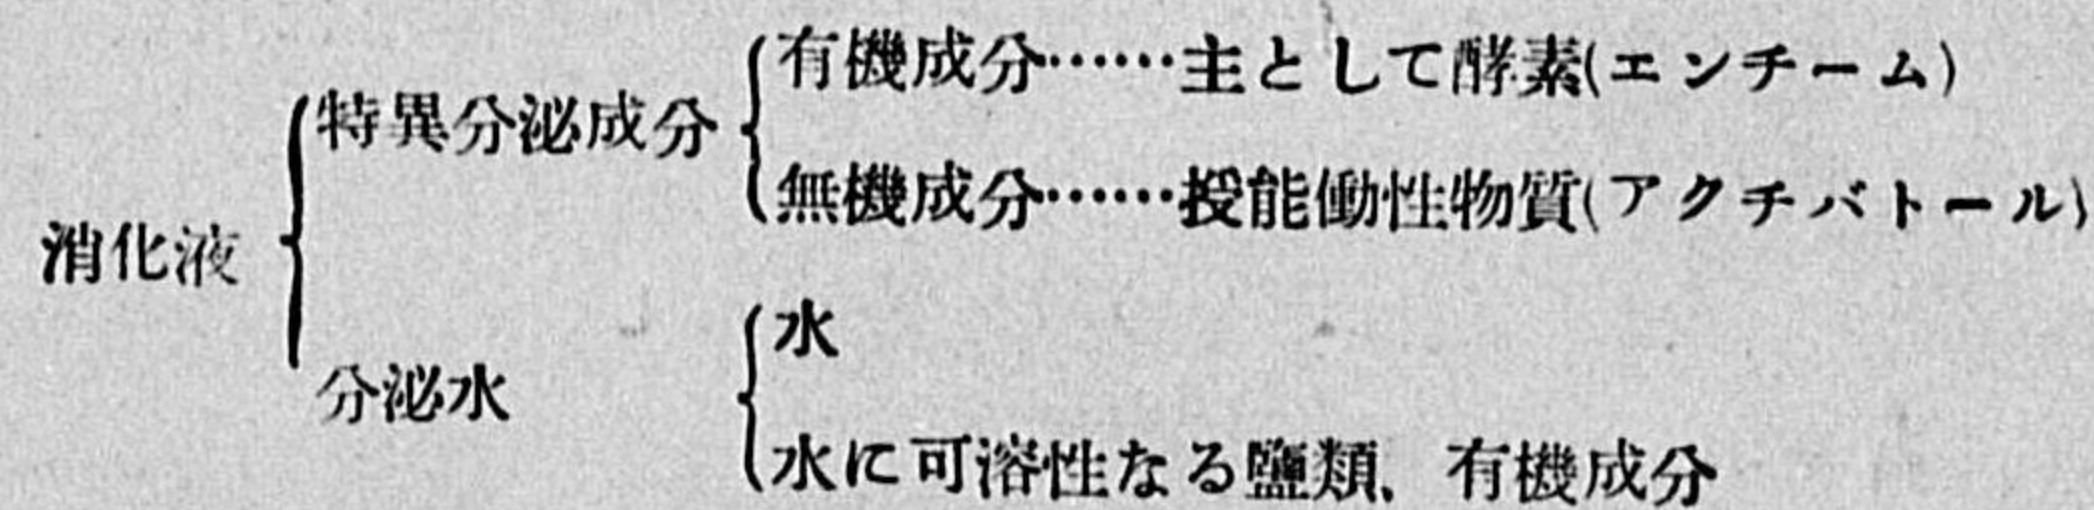 有機成分……主として酵素(エンチーム)
特異分泌成分
無機成分……授能働性物質(アクチバトール)
消化液
水
分泌水
水に可溶性なる鹽類、有機成分